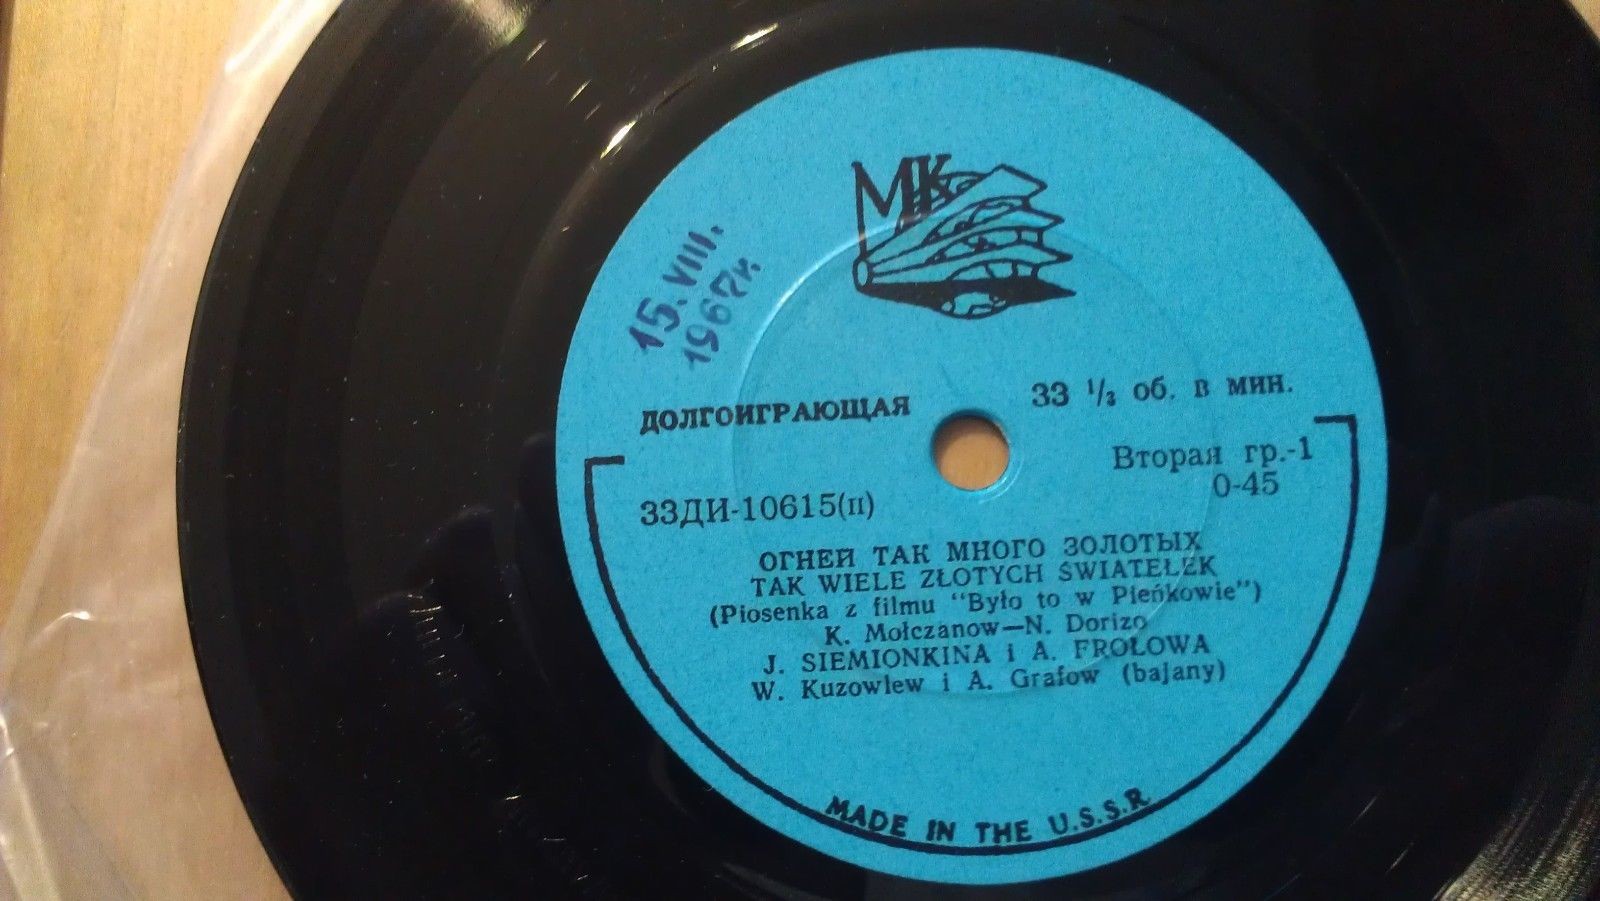 МК
15. VIII.
1967г.
ДОЛГОИГРАЮЩАЯ
33 1/3 об. в мин.
Вторая гр.-1
0-45
33ДИ-10615(II)
ОГНЕЙ ТАК МНОГО ЗОЛОТЫХ
TAK WIELE ZŁOTYCH ŚWIATEŁEK
(Piosenka z filmu "Było to w Pieńkowie")
K. Mołczanow—N. Dorizo
J. SIEMIONKINA i A. FROŁOWA
W. Kuzowlew i A. Grafow (bajany)
MADE IN THE U.S.S.R